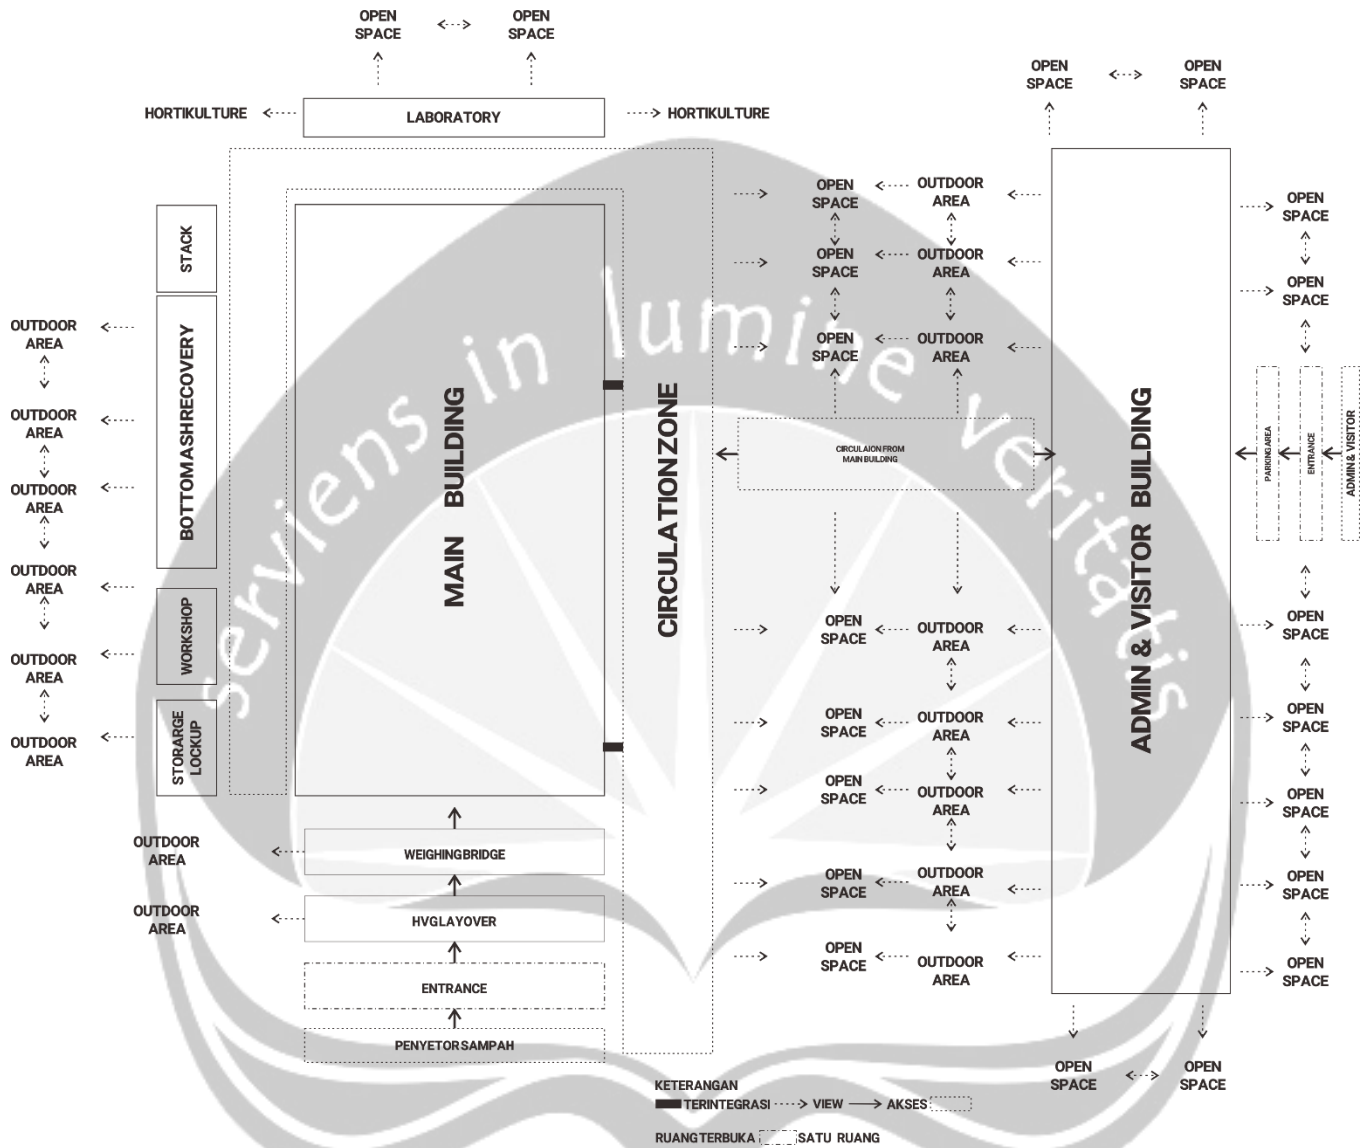 OPEN
SPACE
OPEN
SPACE
HORTIKULTURE
LABORATORY
HORTIKULTURE
OPEN
SPACE
OPEN
SPACE
STACK
BOTTOMASHRECOVERY
WORKSHOP
STORARGE
LOCKUP
OUTDOOR
AREA
OUTDOOR
AREA
OUTDOOR
AREA
OUTDOOR
AREA
OUTDOOR
AREA
OUTDOOR
AREA
MAIN BUILDING
CIRCULATIONZONE
OPEN
SPACE
OUTDOOR
AREA
OPEN
SPACE
OUTDOOR
AREA
OPEN
SPACE
OUTDOOR
AREA
CIRCULAION FROM
MAIN BUILDING
OPEN
SPACE
OUTDOOR
AREA
OPEN
SPACE
OUTDOOR
AREA
OPEN
SPACE
OUTDOOR
AREA
OPEN
SPACE
OUTDOOR
AREA
OPEN
SPACE
OUTDOOR
AREA
ADMIN & VISITOR BUILDING
OPEN
SPACE
OPEN
SPACE
PARKING AREA
ENTRANCE
ADMIN & VISITOR
OPEN
SPACE
OPEN
SPACE
OPEN
SPACE
OPEN
SPACE
OPEN
SPACE
OPEN
SPACE
OPEN
SPACE
OUTDOOR
AREA
WEIGHINGBRIDGE
OUTDOOR
AREA
HVGLAYOVER
ENTRANCE
PENYETORSAMPAH
KETERANGAN
TERINTEGRASI VIEW AKSES
RUANGTERBUKA SATU RUANG
serviens in lumine veritatis